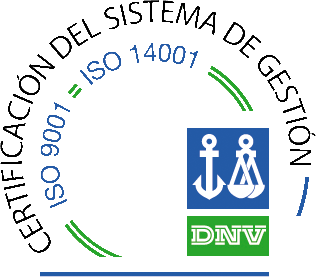 CERTIFICACIÓN DEL SISTEMA DE GESTIÓN
ISO 9001 = ISO 14001
DNV